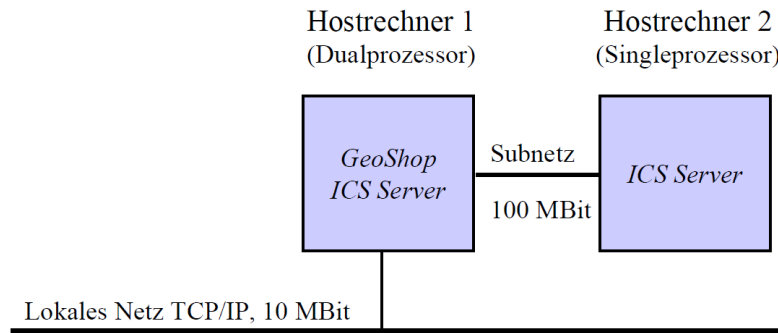 Hostrechner 1
(Dualprozessor)
Hostrechner 2
(Singleprozessor)
GeoShop
ICS Server
Subnetz
100 MBit
ICS Server
Lokales Netz TCP/IP, 10 MBit